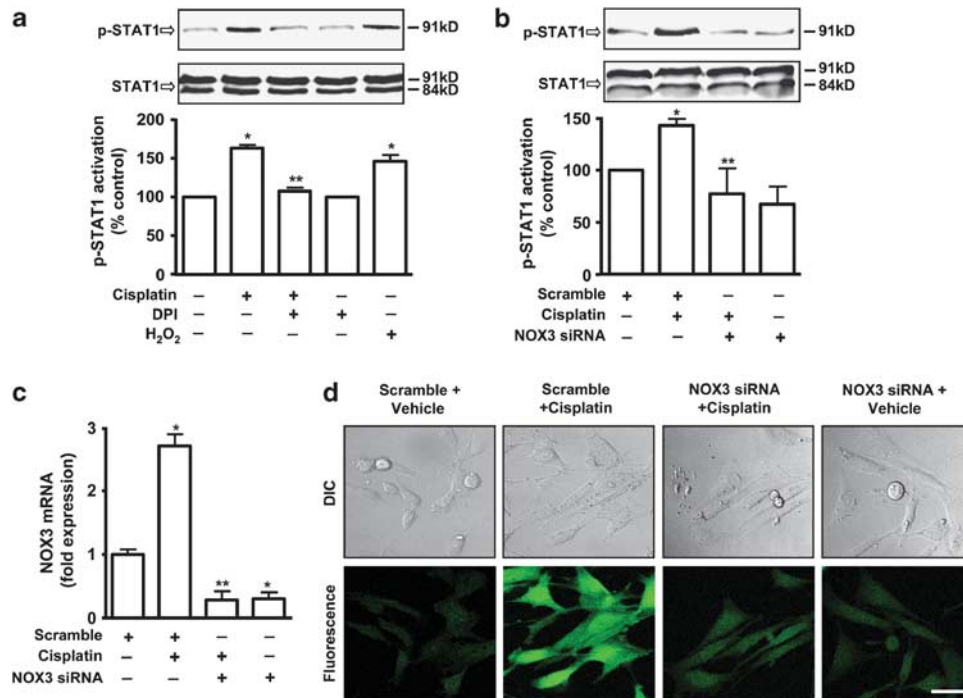 a
p-STAT1⇨
91kD
STAT1⇨
91kD
84kD
p-STAT1 activation
(% control)
200
150
100
50
0
*
**
*
Cisplatin – + + – –
DPI – – + + –
H₂O₂ – – – – +
b
p-STAT1⇨
91kD
STAT1⇨
91kD
84kD
p-STAT1 activation
(% control)
150
100
50
0
*
**
Scramble + + – –
Cisplatin – + + –
NOX3 siRNA – – + +
c
NOX3 mRNA
(fold expression)
3
2
1
0
*
**
*
Scramble + + – –
Cisplatin – + + –
NOX3 siRNA – – + +
d
Scramble +
Vehicle
Scramble
+Cisplatin
NOX3 siRNA
+Cisplatin
NOX3 siRNA +
Vehicle
DIC
Fluorescence